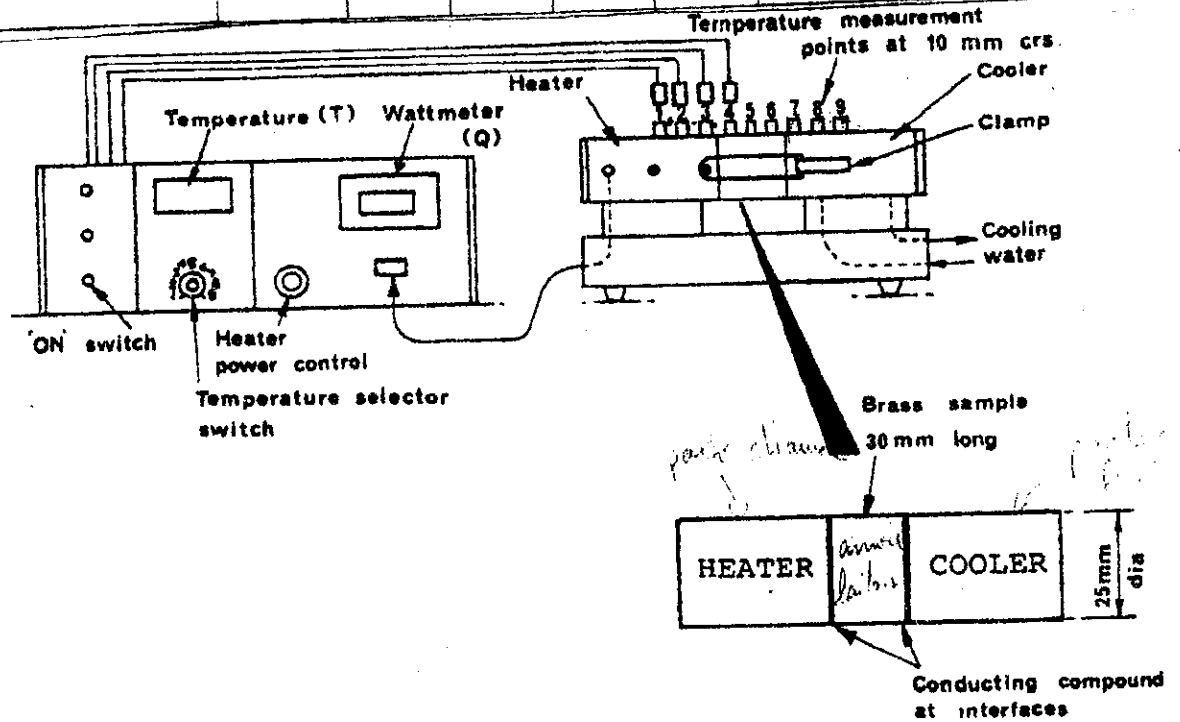 Temperature measurement
points at 10 mm crs.
Heater
Cooler
Temperature (T)
Wattmeter
(Q)
1 2 3 4 5 6 7 8 9
Clamp
Cooling
water
'ON' switch
Heater
power control
Temperature selector
switch
Brass sample
30mm long
HEATER
COOLER
25mm
dia
Conducting compound
at interfaces